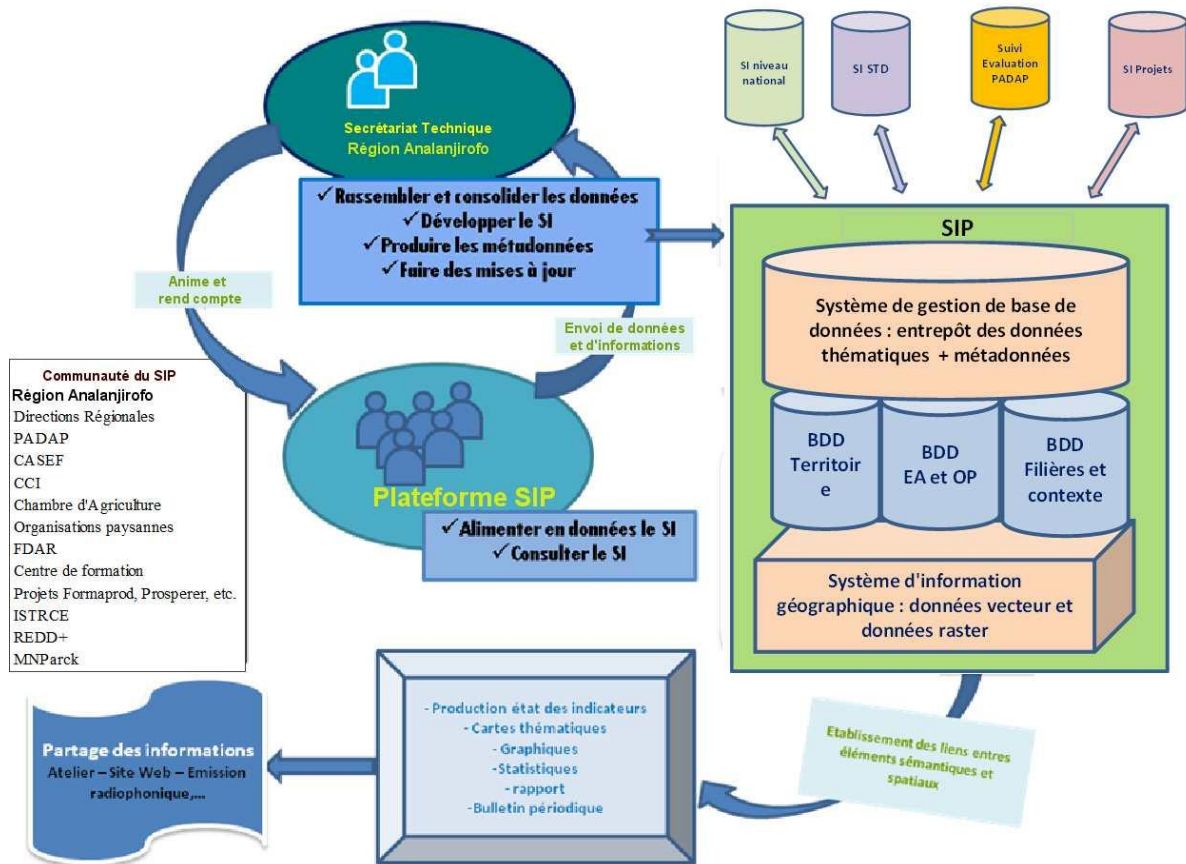 Secrétariat Technique
Région Analanjirofo
✓Rassembler et consolider les données
✓Développer le SI
✓Produire les métadonnées
✓Faire des mises à jour
Anime et
rend compte
Envoi de données
et d'informations
Plateforme SIP
✓Alimenter en données le SI
✓Consulter le SI
Communauté du SIP
Région Analanjirofo
Directions Régionales
PADAP
CASEF
CCI
Chambre d'Agriculture
Organisations paysannes
FDAR
Centre de formation
Projets Formaprod, Prosperer, etc.
ISTRCE
REDD+
MNParck
SI niveau
national
SI STD
Suivi
Evaluation
PADAP
SI Projets
SIP
Système de gestion de base de
données : entrepôt des données
thématiques + métadonnées
BDD
Territoir
e
BDD
EA et OP
BDD
Filières et
contexte
Système d'information
géographique : données vecteur et
données raster
Etablissement des liens entres
éléments sémantiques et
spatiaux
- Production état des indicateurs
- Cartes thématiques
- Graphiques
-Statistiques
- rapport
-Bulletin périodique
Partage des informations
Atelier – Site Web – Emission
radiophonique,...